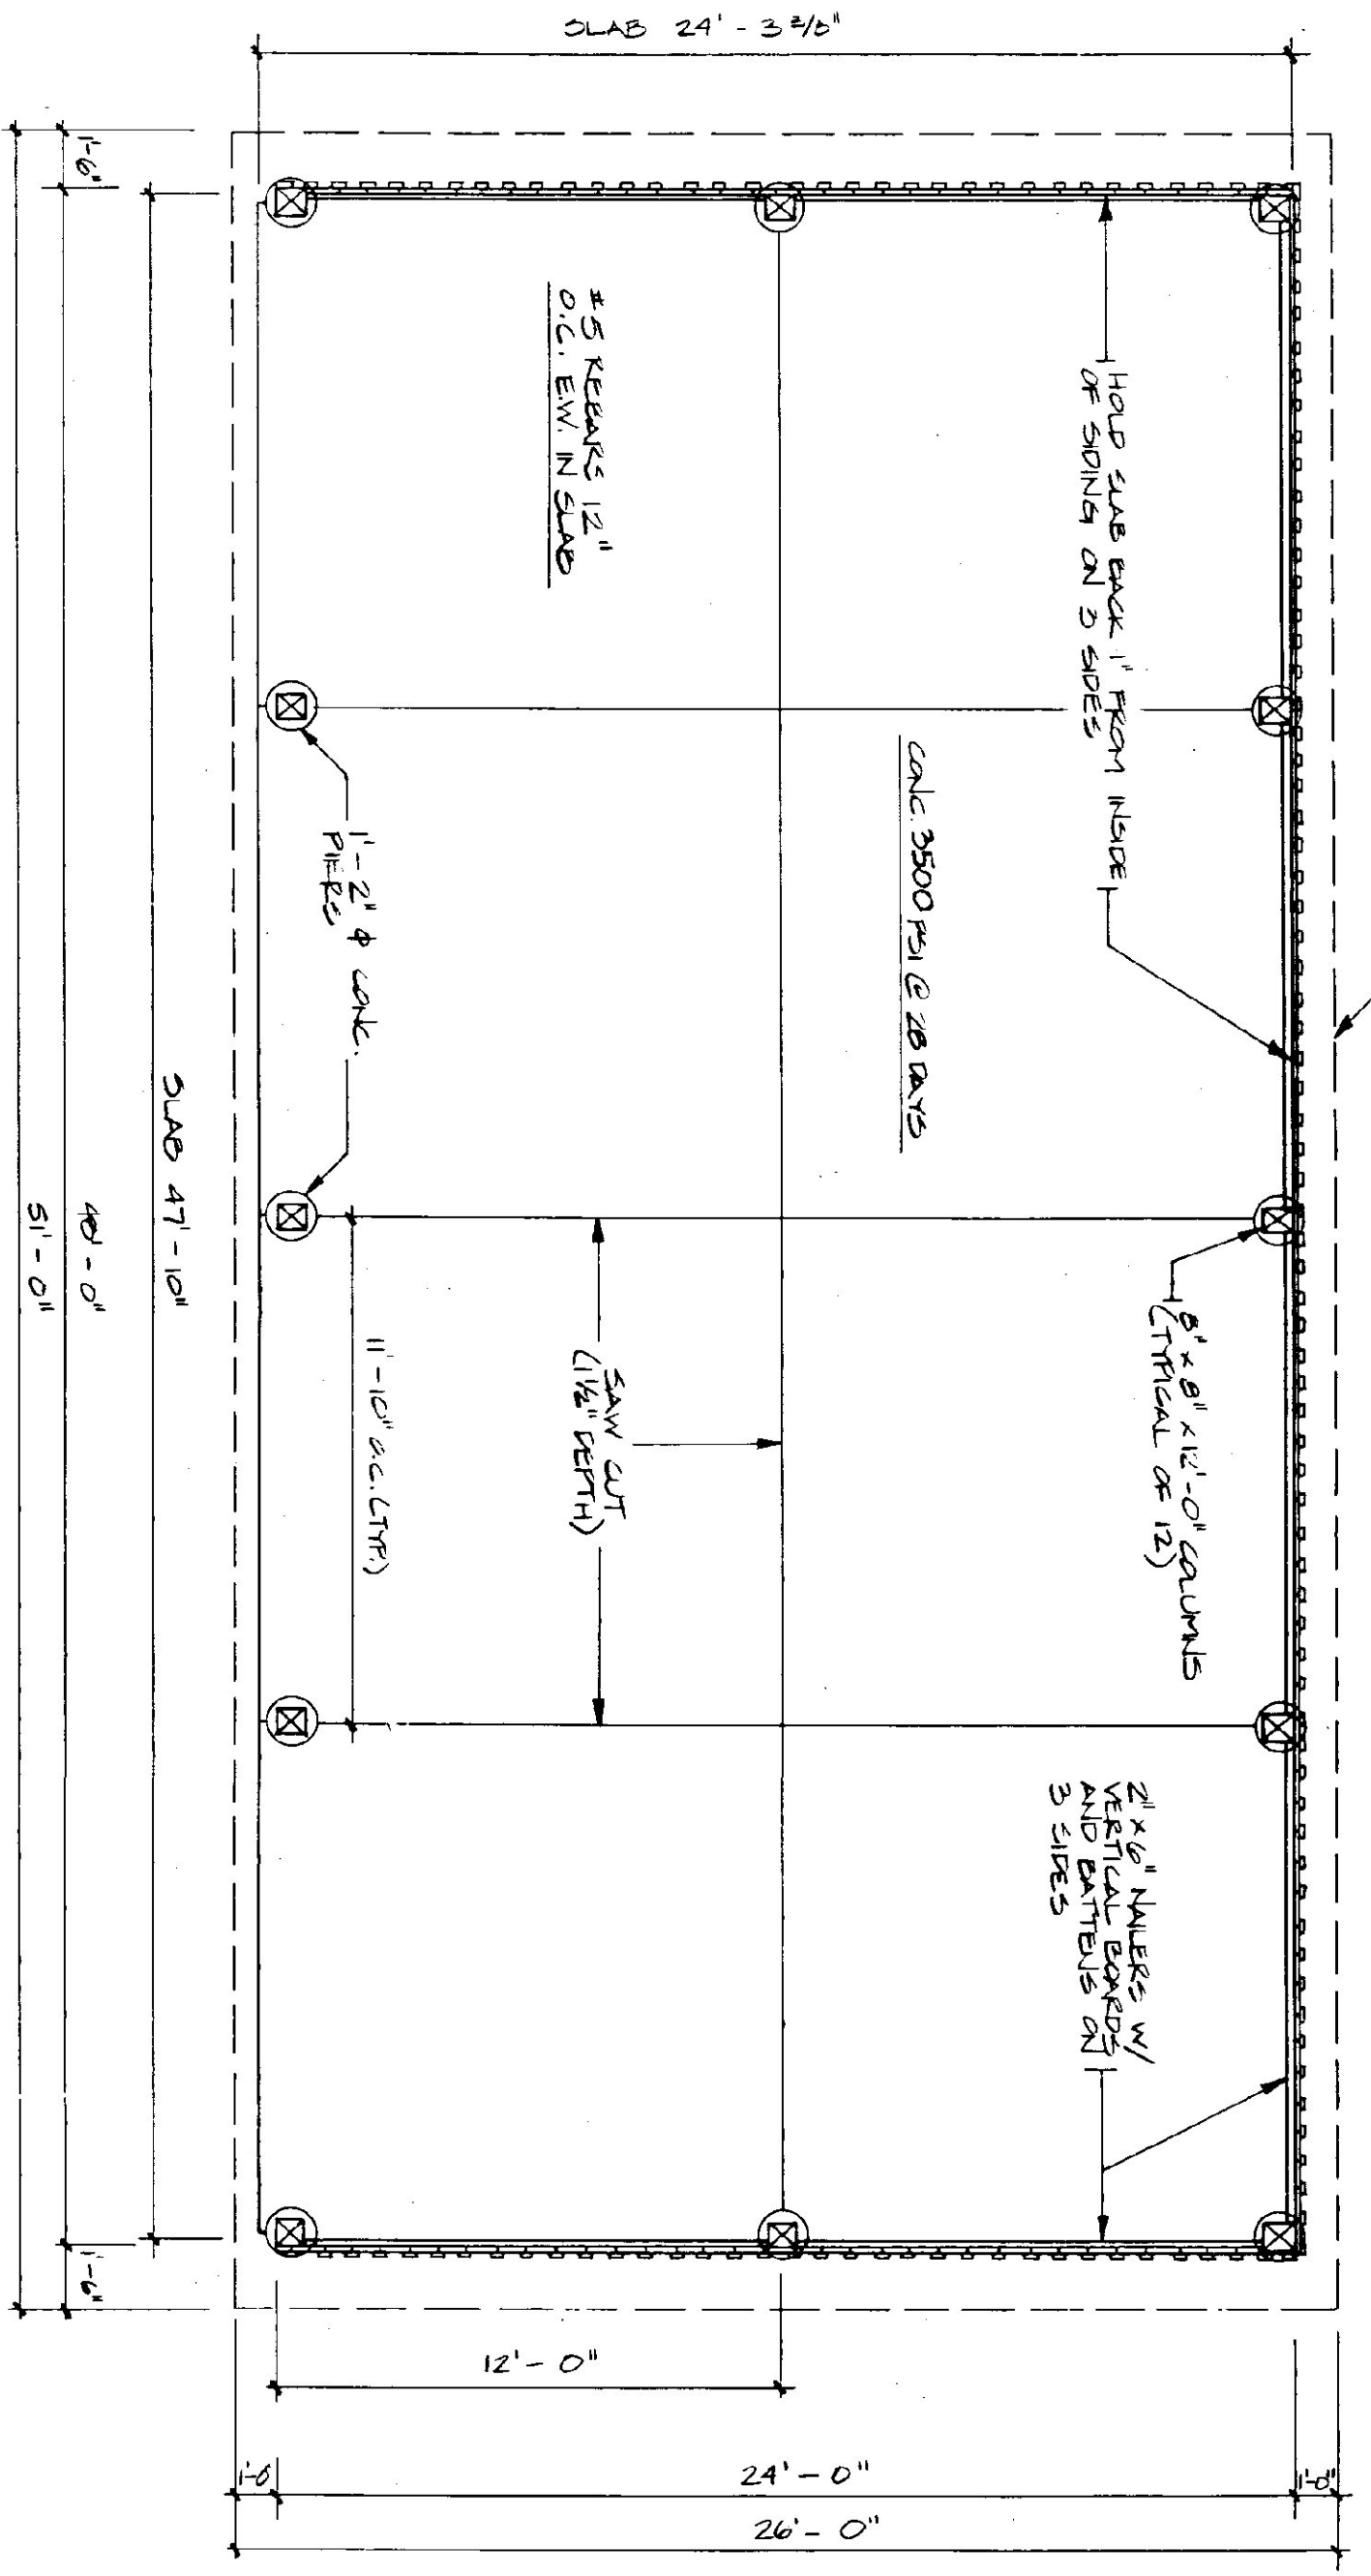 SLAB 24' - 3 3/8"
1'-6"
#5 REBARS 12"
O.C. E.W. IN SLAB
HOLD SLAB BACK 1" FROM INSIDE
OF SIDING ON 3 SIDES
CONC. 3500 PSI @ 28 DAYS
1'-2" ⌀ CONC.
PIERS
8" x 8" x 12'-0" COLUMNS
(TYPICAL OF 12)
SAW CUT
(1½" DEPTH)
11'-10" O.C. (TYP.)
2" x 6" NAILERS W/
VERTICAL BOARDS
AND BATTENS ON
3 SIDES
SLAB 47'-10"
48'-0"
51'-0"
1'-6"
12'-0"
1'-0
24'-0"
1'-0"
26'-0"